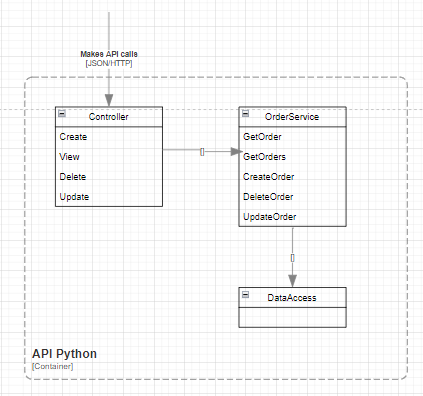 Makes API calls
[JSON/HTTP]
Controller
Create
View
Delete
Update
[]
OrderService
GetOrder
GetOrders
CreateOrder
DeleteOrder
UpdateOrder
[]
DataAccess
API Python
[Container]